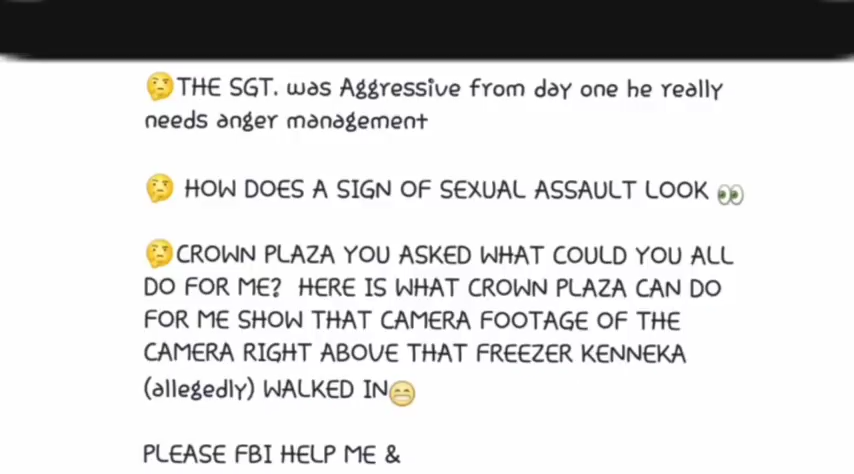 🤔THE SGT. was Aggressive from day one he really
needs anger management
🤔 HOW DOES A SIGN OF SEXUAL ASSAULT LOOK 👀
🤔CROWN PLAZA YOU ASKED WHAT COULD YOU ALL
DO FOR ME? HERE IS WHAT CROWN PLAZA CAN DO
FOR ME SHOW THAT CAMERA FOOTAGE OF THE
CAMERA RIGHT ABOVE THAT FREEZER KENNEKA
(allegedly) WALKED IN😁
PLEASE FBI HELP ME &